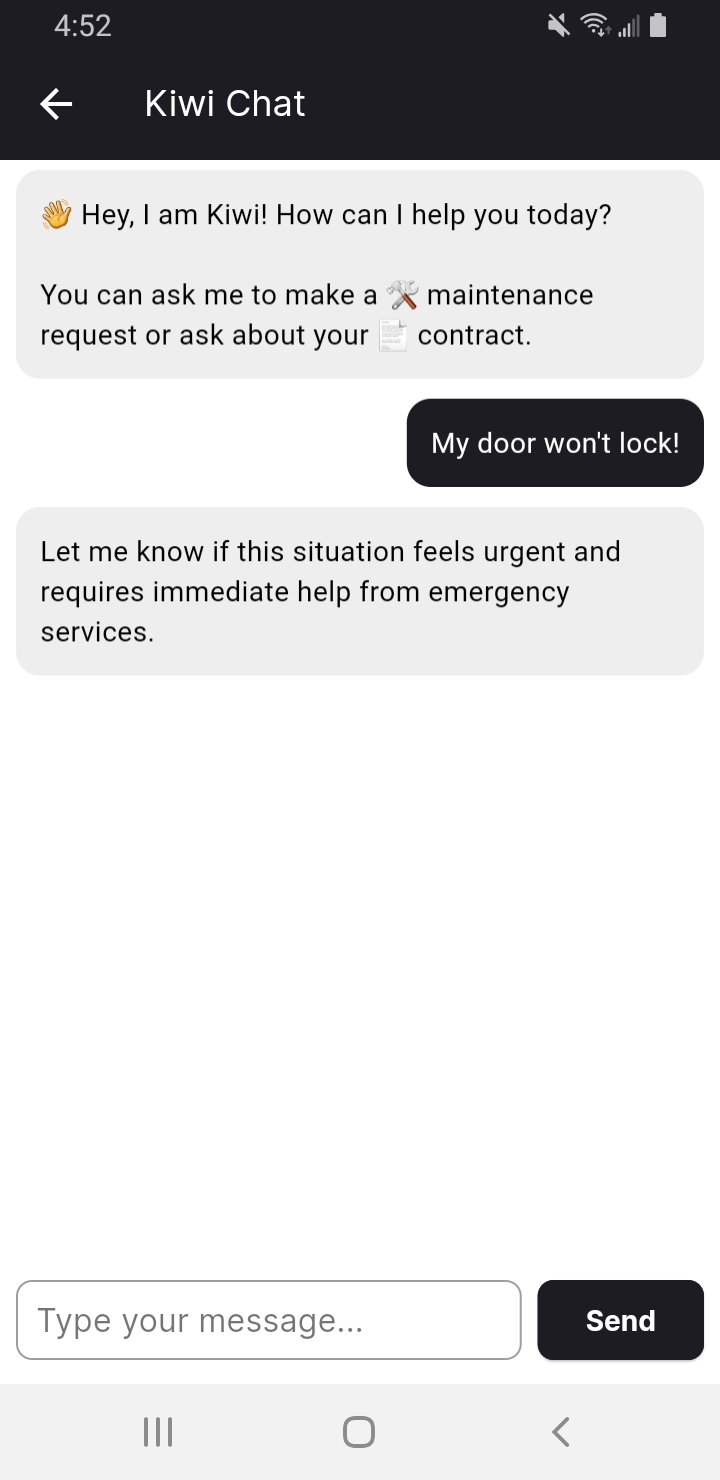 4:52
Kiwi Chat
👋 Hey, I am Kiwi! How can I help you today?
You can ask me to make a 🛠 maintenance
request or ask about your 📄 contract.
My door won't lock!
Let me know if this situation feels urgent and
requires immediate help from emergency
services.
Type your message...
Send